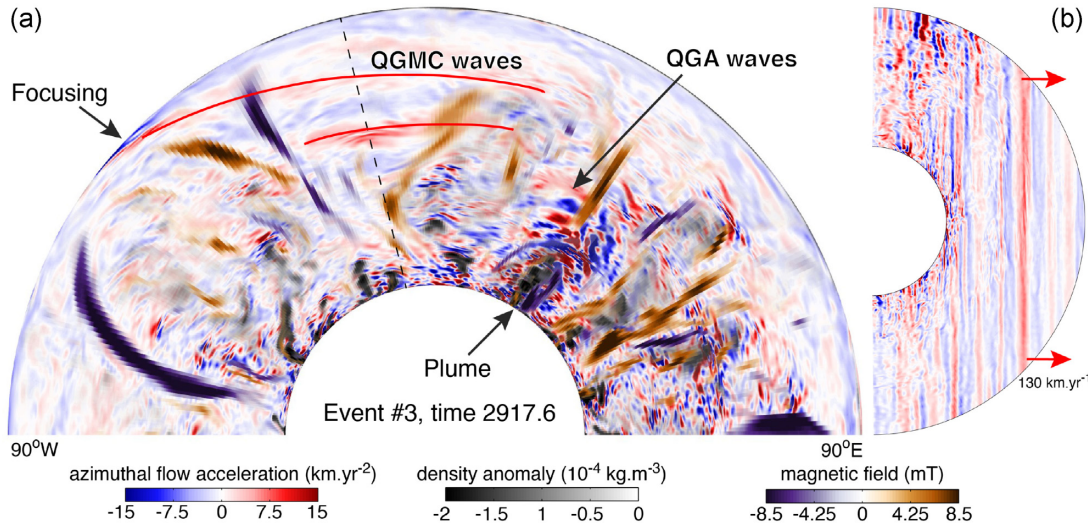 (a)
(b)
QGMC waves
QGA waves
Focusing
Plume
Event #3, time 2917.6
130 km.yr⁻¹
90°W
90°E
azimuthal flow acceleration (km.yr⁻²)
-15 -7.5 0 7.5 15
density anomaly (10⁻⁴ kg.m⁻³)
-2 -1.5 1 -0.5 0
magnetic field (mT)
-8.5 -4.25 0 4.25 8.5